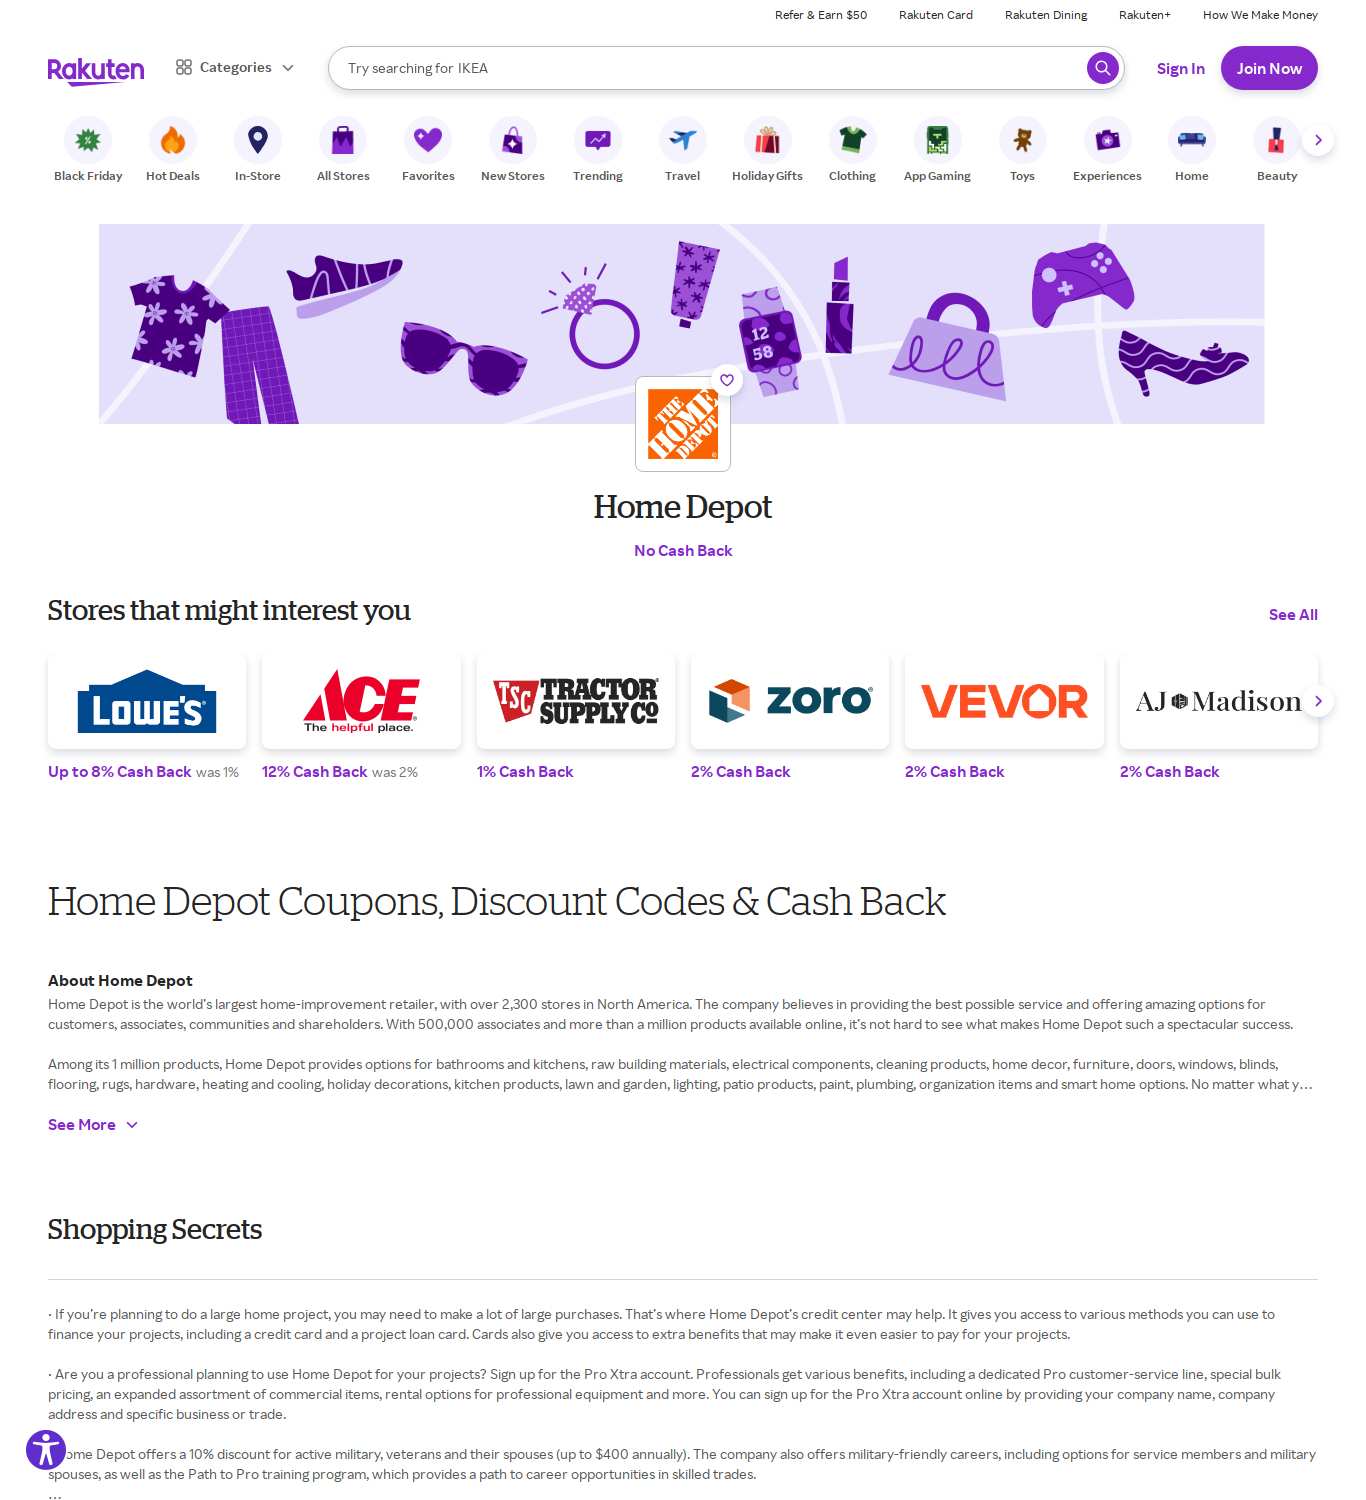 Refer & Earn $50 Rakuten Card Rakuten Dining Rakuten+ How We Make Money
Rakuten Categories Try searching for IKEA Sign In Join Now
Black Friday Hot Deals In-Store All Stores Favorites New Stores Trending Travel Holiday Gifts Clothing App Gaming Toys Experiences Home Beauty
12
58
THE
HOME
DEPOT
Home Depot
No Cash Back
Stores that might interest you See All
LOWE'S ACE The helpful place. TSC TRACTOR SUPPLY CO zoro VEVOR AJ Madison
Up to 8% Cash Back was 1% 12% Cash Back was 2% 1% Cash Back 2% Cash Back 2% Cash Back 2% Cash Back
Home Depot Coupons, Discount Codes & Cash Back
About Home Depot
Home Depot is the world's largest home-improvement retailer, with over 2,300 stores in North America. The company believes in providing the best possible service and offering amazing options for
customers, associates, communities and shareholders. With 500,000 associates and more than a million products available online, it's not hard to see what makes Home Depot such a spectacular success.
Among its 1 million products, Home Depot provides options for bathrooms and kitchens, raw building materials, electrical components, cleaning products, home decor, furniture, doors, windows, blinds,
flooring, rugs, hardware, heating and cooling, holiday decorations, kitchen products, lawn and garden, lighting, patio products, paint, plumbing, organization items and smart home options. No matter what y…
See More
Shopping Secrets
• If you're planning to do a large home project, you may need to make a lot of large purchases. That's where Home Depot's credit center may help. It gives you access to various methods you can use to
finance your projects, including a credit card and a project loan card. Cards also give you access to extra benefits that may make it even easier to pay for your projects.
• Are you a professional planning to use Home Depot for your projects? Sign up for the Pro Xtra account. Professionals get various benefits, including a dedicated Pro customer-service line, special bulk
pricing, an expanded assortment of commercial items, rental options for professional equipment and more. You can sign up for the Pro Xtra account online by providing your company name, company
address and specific business or trade.
ome Depot offers a 10% discount for active military, veterans and their spouses (up to $400 annually). The company also offers military-friendly careers, including options for service members and military
spouses, as well as the Path to Pro training program, which provides a path to career opportunities in skilled trades.
…